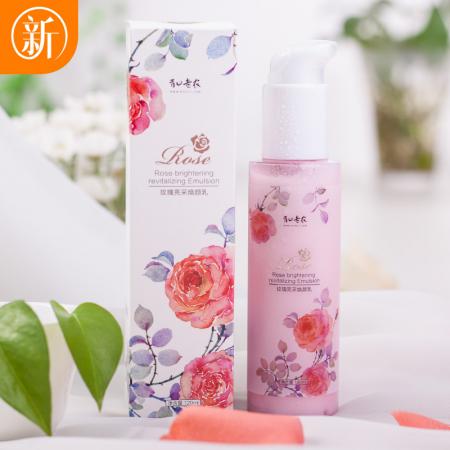 新
Rose
Rose brightening
revitalizing Emulsion
玫瑰亮采焕颜乳
Rose
Rose brightening
revitalizing Emulsion
玫瑰亮采焕颜乳